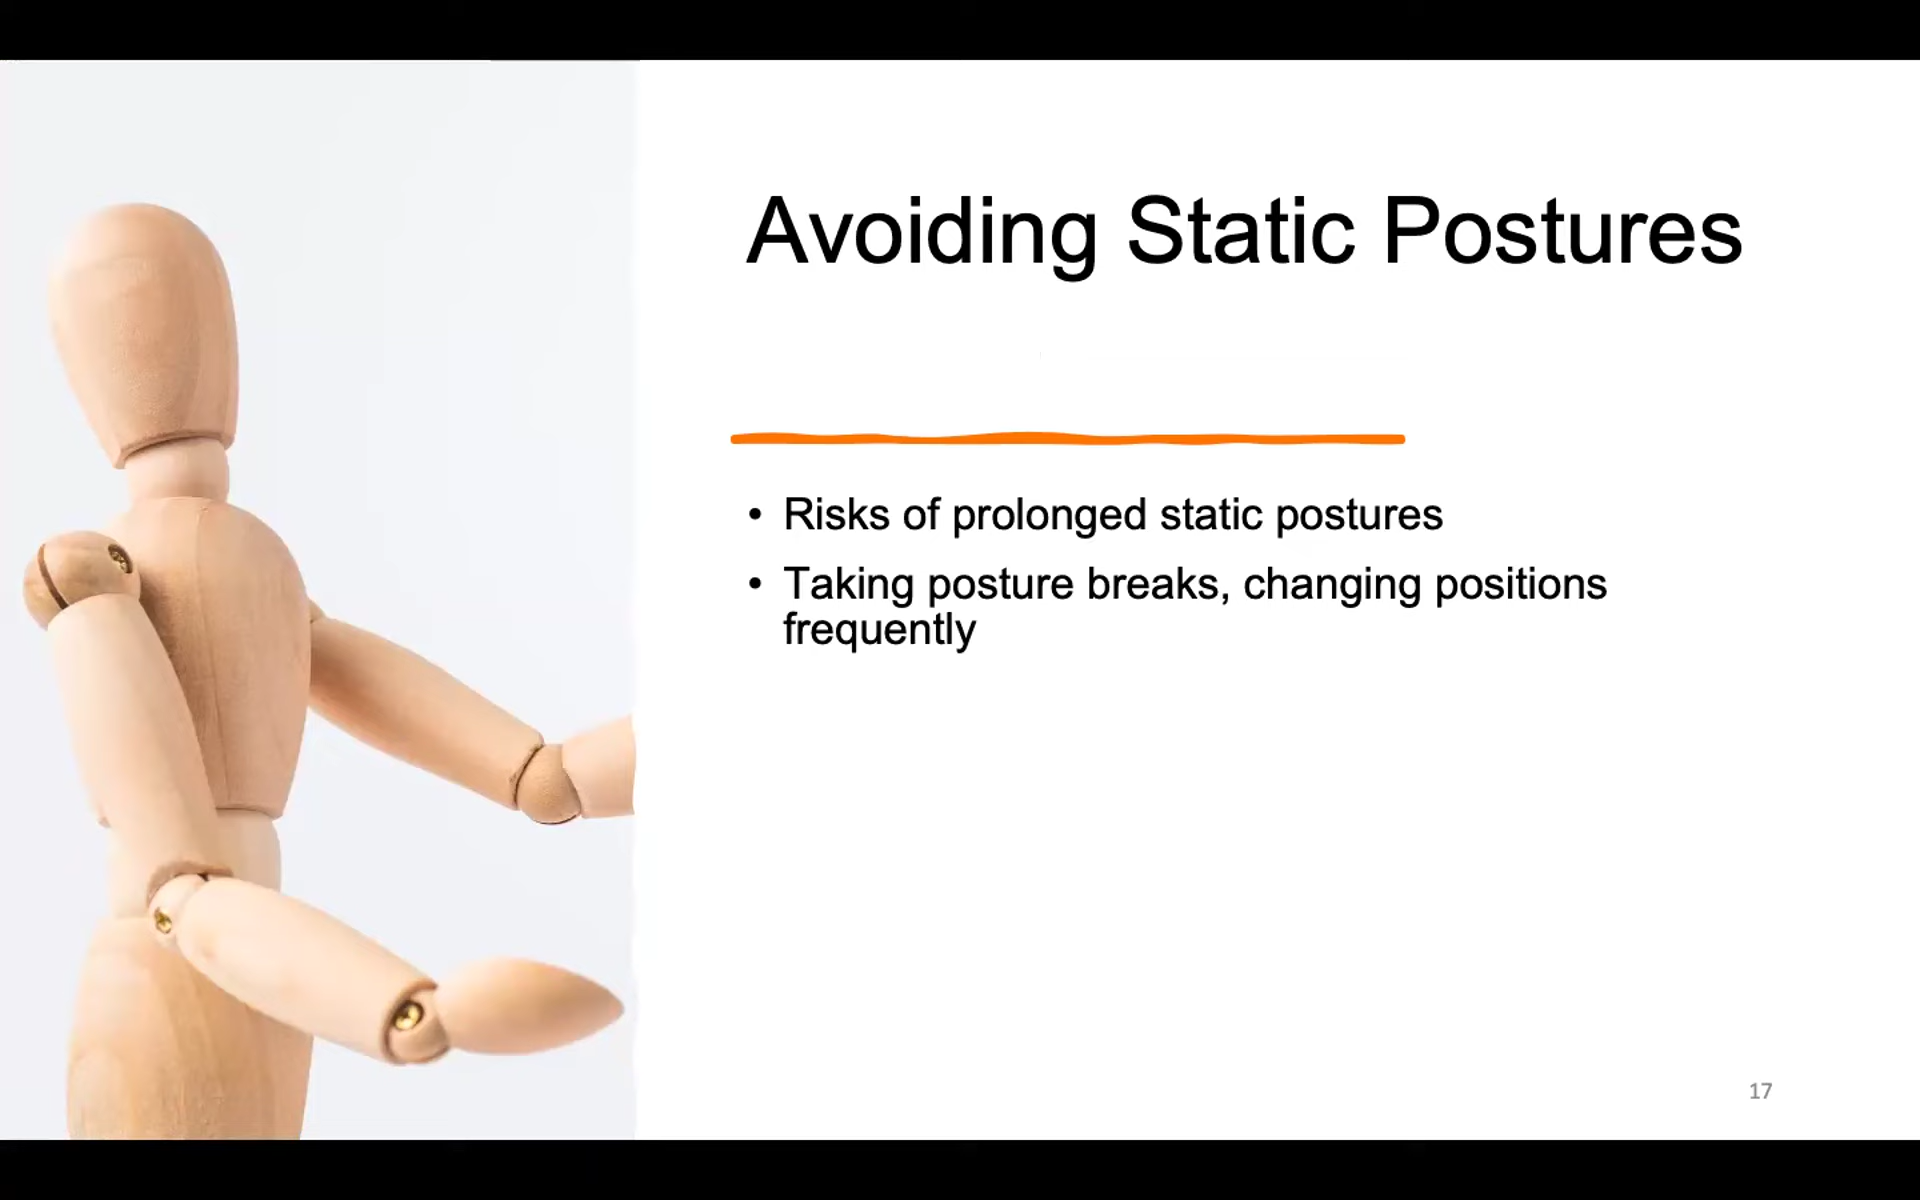 Avoiding Static Postures
• Risks of prolonged static postures
• Taking posture breaks, changing positions
frequently
17